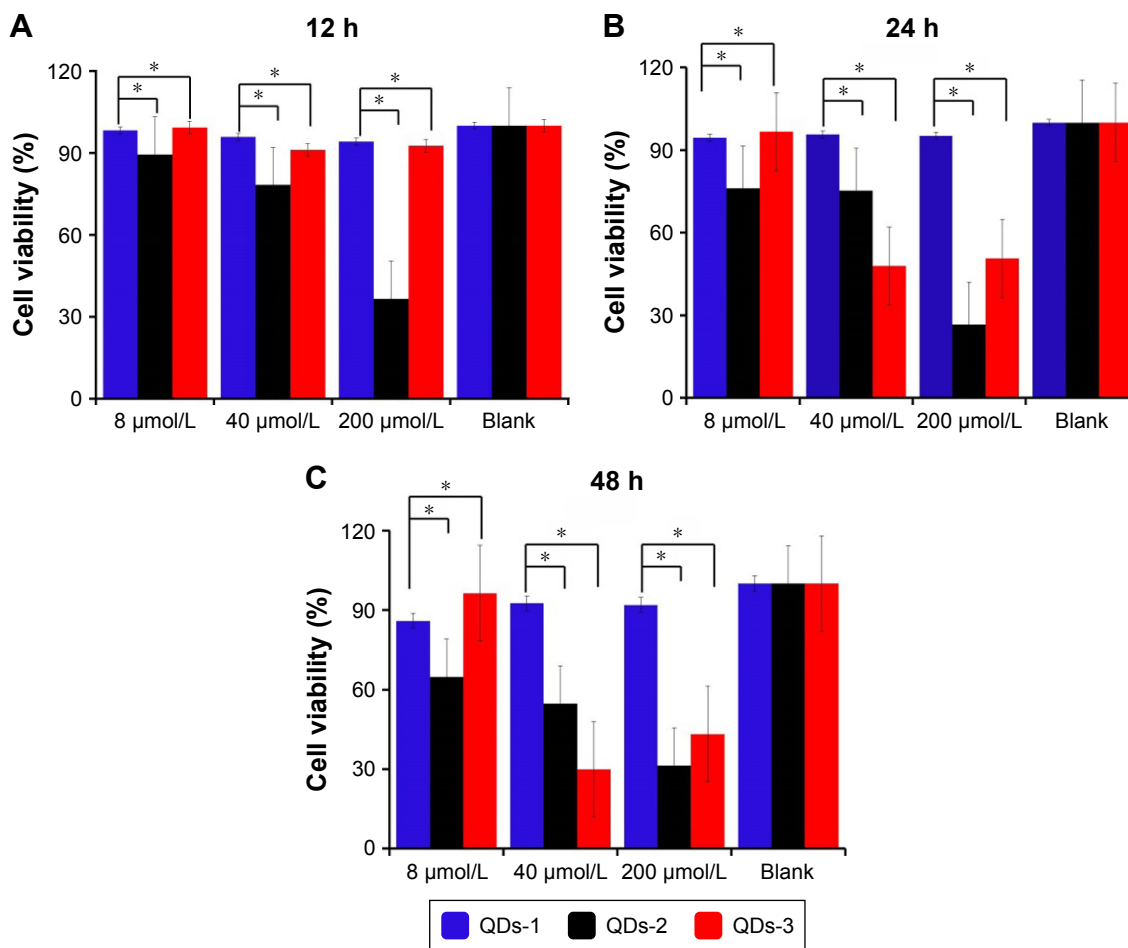 A
12 h
Cell viability (%)
120
90
60
30
0
* *
* *
* *
8 μmol/L 40 μmol/L 200 μmol/L Blank
B
24 h
Cell viability (%)
120
90
60
30
0
* *
* *
* *
8 μmol/L 40 μmol/L 200 μmol/L Blank
C
48 h
Cell viability (%)
120
90
60
30
0
* *
* *
* *
8 μmol/L 40 μmol/L 200 μmol/L Blank
QDs-1 QDs-2 QDs-3